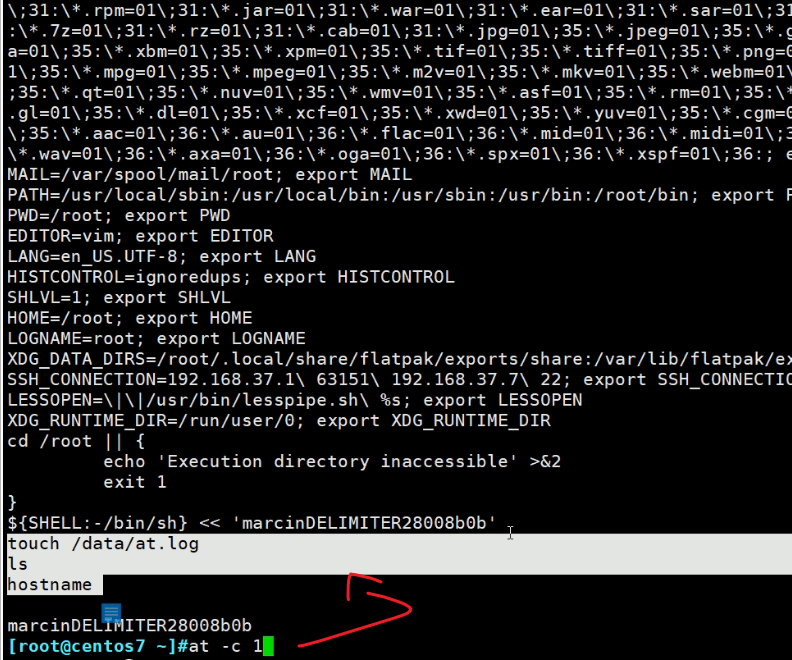 \;31:\*.rpm=01\;31:\*.jar=01\;31:\*.war=01\;31:\*.ear=01\;31:\*.sar=01\;31
:\*.7z=01\;31:\*.rz=01\;31:\*.cab=01\;31:\*.jpg=01\;35:\*.jpeg=01\;35:\*.g
a=01\;35:\*.xbm=01\;35:\*.xpm=01\;35:\*.tif=01\;35:\*.tiff=01\;35:\*.png=0
1\;35:\*.mpg=01\;35:\*.mpeg=01\;35:\*.m2v=01\;35:\*.mkv=01\;35:\*.webm=01\
;35:\*.qt=01\;35:\*.nuv=01\;35:\*.wmv=01\;35:\*.asf=01\;35:\*.rm=01\;35:\*
.gl=01\;35:\*.dl=01\;35:\*.xcf=01\;35:\*.xwd=01\;35:\*.yuv=01\;35:\*.cgm=0
\;35:\*.aac=01\;36:\*.au=01\;36:\*.flac=01\;36:\*.mid=01\;36:\*.midi=01\;3
\*.wav=01\;36:\*.axa=01\;36:\*.oga=01\;36:\*.spx=01\;36:\*.xspf=01\;36:; e
MAIL=/var/spool/mail/root; export MAIL
PATH=/usr/local/sbin:/usr/local/bin:/usr/sbin:/usr/bin:/root/bin; export P
PWD=/root; export PWD
EDITOR=vim; export EDITOR
LANG=en_US.UTF-8; export LANG
HISTCONTROL=ignoredups; export HISTCONTROL
SHLVL=1; export SHLVL
HOME=/root; export HOME
LOGNAME=root; export LOGNAME
XDG_DATA_DIRS=/root/.local/share/flatpak/exports/share:/var/lib/flatpak/ex
SSH_CONNECTION=192.168.37.1\ 63151\ 192.168.37.7\ 22; export SSH_CONNECTIO
LESSOPEN=\|\|/usr/bin/lesspipe.sh\ %s; export LESSOPEN
XDG_RUNTIME_DIR=/run/user/0; export XDG_RUNTIME_DIR
cd /root || {
         echo 'Execution directory inaccessible' >&2
         exit 1
}
${SHELL:-/bin/sh} << 'marcinDELIMITER28008b0b'
touch /data/at.log
ls
hostname
marcinDELIMITER28008b0b
[root@centos7 ~]#at -c 1